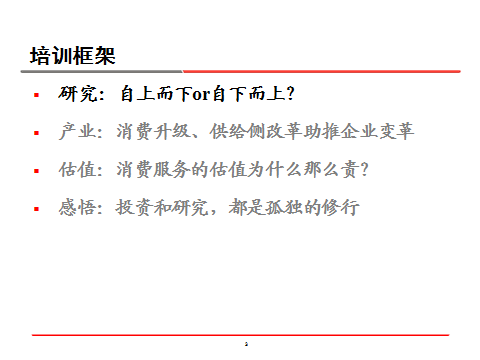 培训框架
研究：自上而下or自下而上？
产业：消费升级、供给侧改革助推企业变革
估值：消费服务的估值为什么那么贵？
感悟：投资和研究，都是孤独的修行